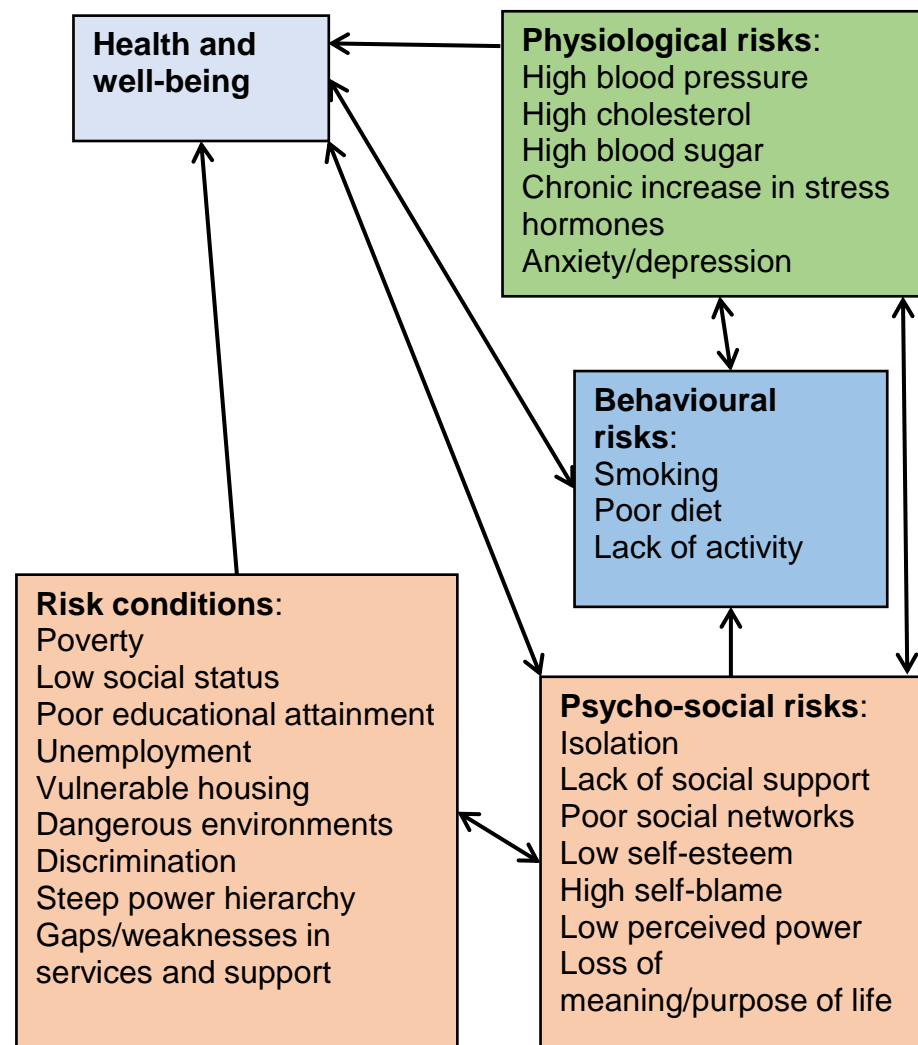 Health and
well-being
Physiological risks:
High blood pressure
High cholesterol
High blood sugar
Chronic increase in stress
hormones
Anxiety/depression
Behavioural
risks:
Smoking
Poor diet
Lack of activity
Risk conditions:
Poverty
Low social status
Poor educational attainment
Unemployment
Vulnerable housing
Dangerous environments
Discrimination
Steep power hierarchy
Gaps/weaknesses in
services and support
Psycho-social risks:
Isolation
Lack of social support
Poor social networks
Low self-esteem
High self-blame
Low perceived power
Loss of
meaning/purpose of life